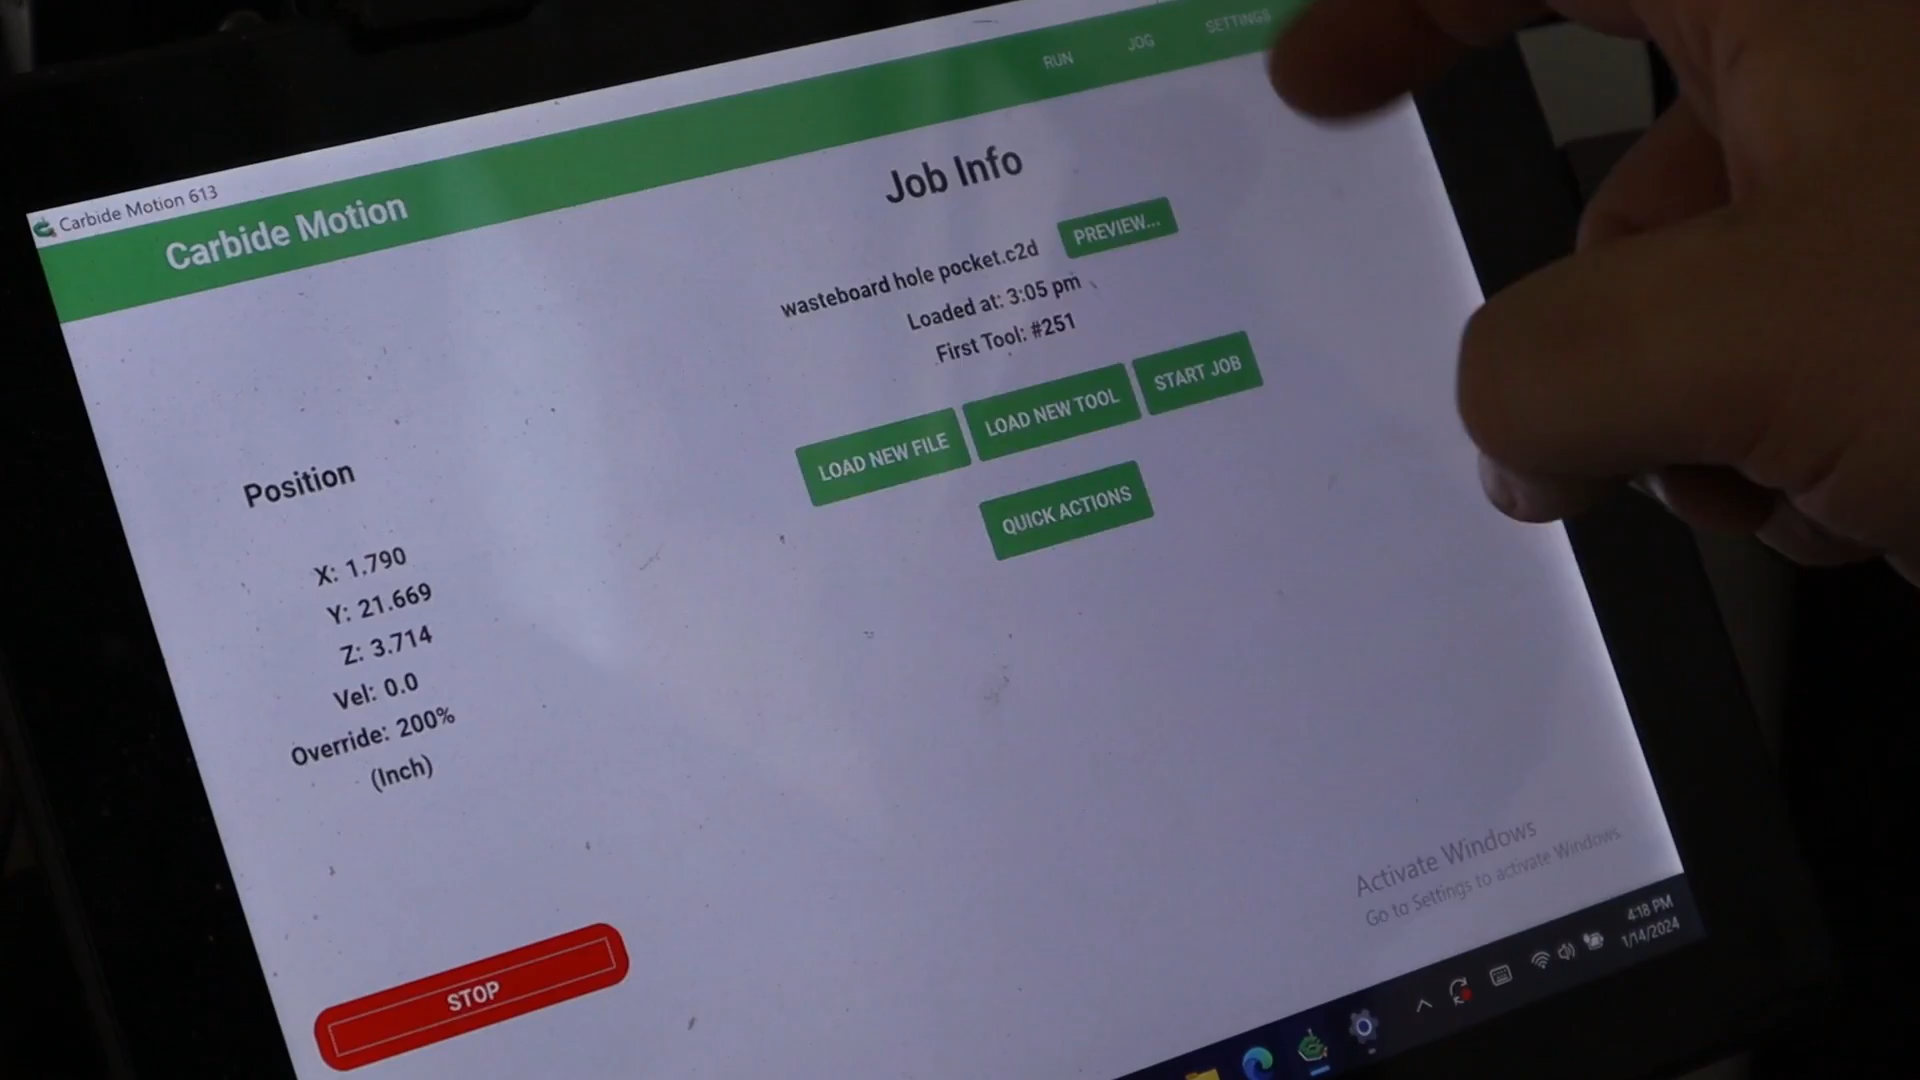 Carbide Motion 613
Carbide Motion
RUN
JOG
SETTINGS
Job Info
wasteboard hole pocket.c2d
PREVIEW...
Loaded at: 3:05 pm
First Tool: #251
LOAD NEW FILE
LOAD NEW TOOL
START JOB
QUICK ACTIONS
Position
X: 1.790
Y: 21.669
Z: 3.714
Vel: 0.0
Override: 200%
(Inch)
STOP
Activate Windows
Go to Settings to activate Windows.
4:18 PM
1/14/2024